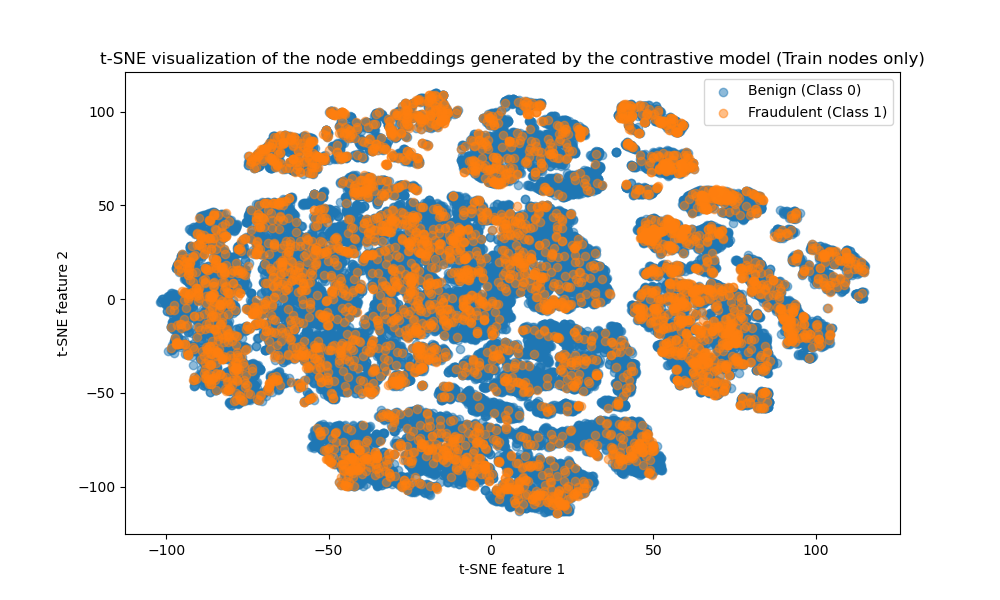 t-SNE visualization of the node embeddings generated by the contrastive model (Train nodes only)
Benign (Class 0)
Fraudulent (Class 1)
100
50
0
−50
−100
t-SNE feature 2
−100
−50
0
50
100
t-SNE feature 1